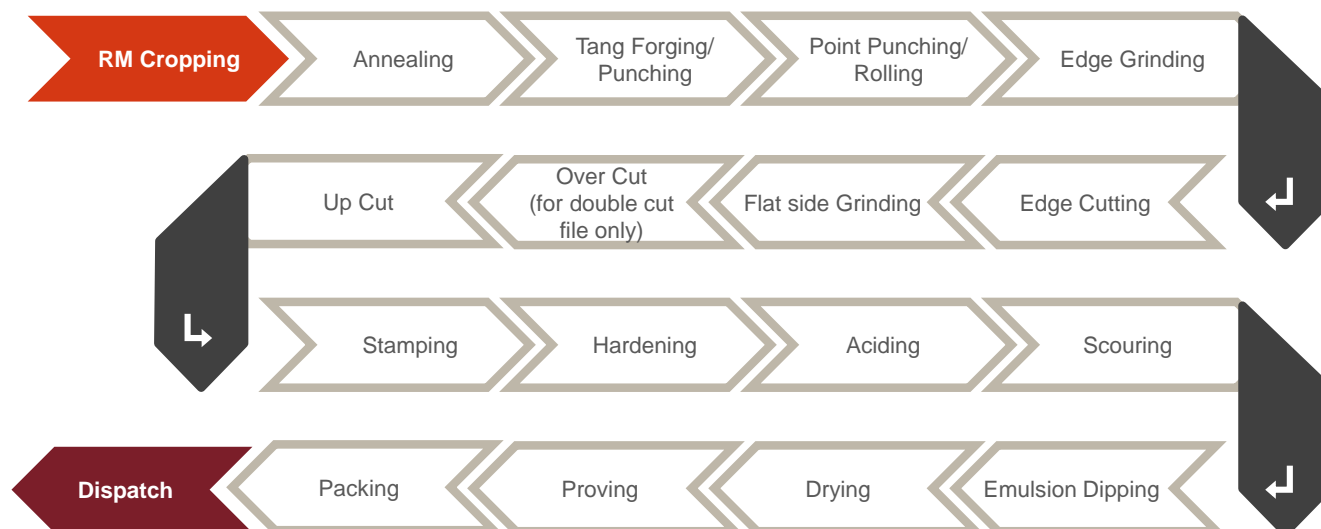 RM Cropping
Annealing
Tang Forging/
Punching
Point Punching/
Rolling
Edge Grinding
Up Cut
Over Cut
(for double cut
file only)
Flat side Grinding
Edge Cutting
Stamping
Hardening
Aciding
Scouring
Dispatch
Packing
Proving
Drying
Emulsion Dipping